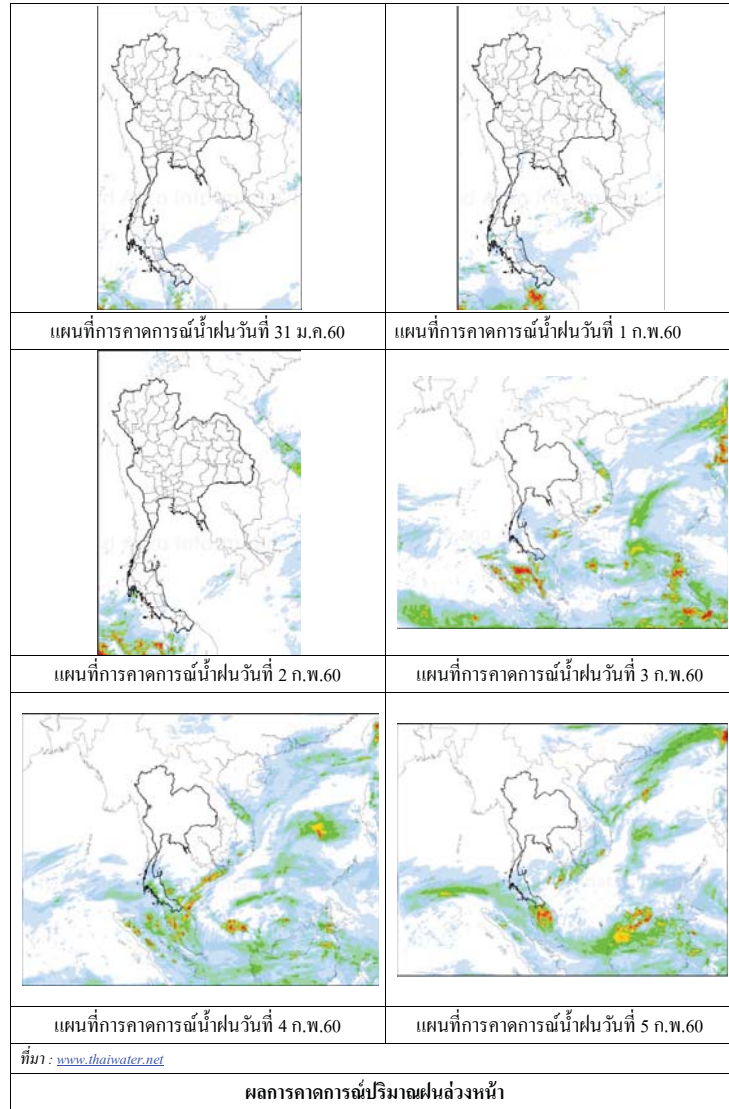 แผนที่การคาดการณ์น้ำฝนวันที่ 31 ม.ค.60
แผนที่การคาดการณ์น้ำฝนวันที่ 1 ก.พ.60
แผนที่การคาดการณ์น้ำฝนวันที่ 2 ก.พ.60
แผนที่การคาดการณ์น้ำฝนวันที่ 3 ก.พ.60
แผนที่การคาดการณ์น้ำฝนวันที่ 4 ก.พ.60
แผนที่การคาดการณ์น้ำฝนวันที่ 5 ก.พ.60
ที่มา : www.thaiwater.net
ผลการคาดการณ์ปริมาณฝนล่วงหน้า